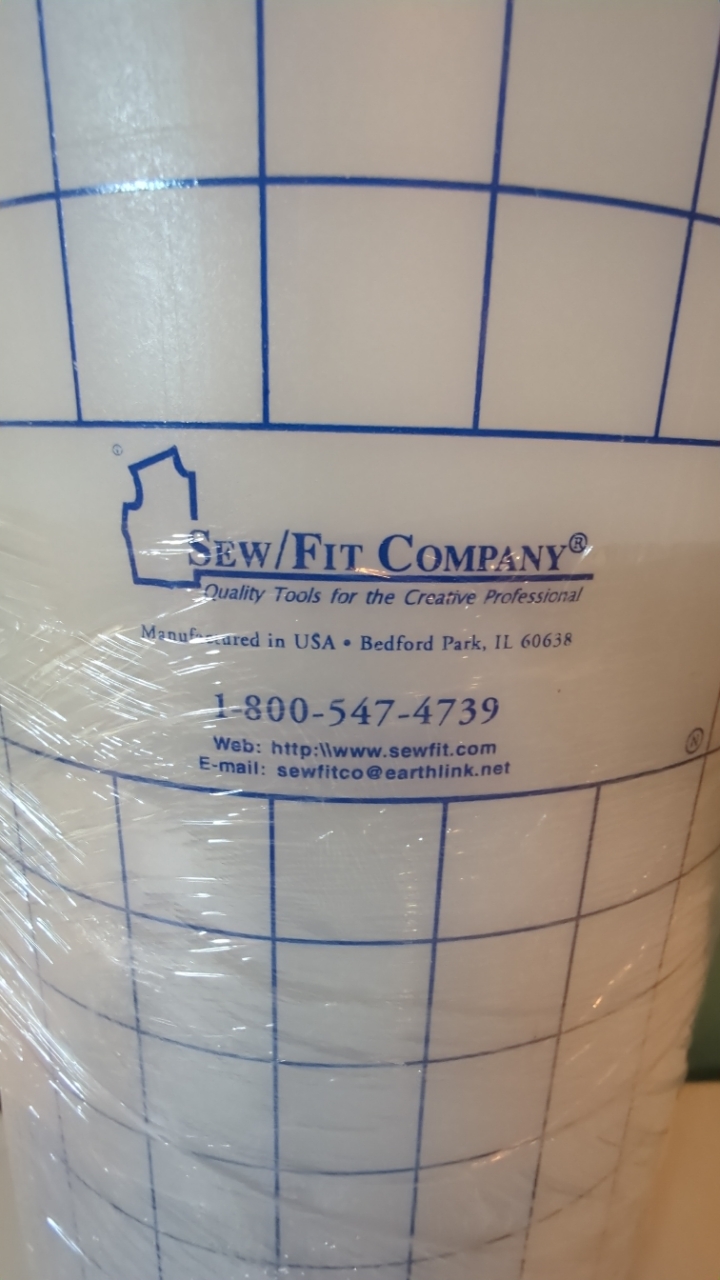 SEW/FIT COMPANY®
Quality Tools for the Creative Professional
Manufactured in USA • Bedford Park, IL 60638
1-800-547-4739
Web: http:\\www.sewfit.com
E-mail: sewfitco@earthlink.net